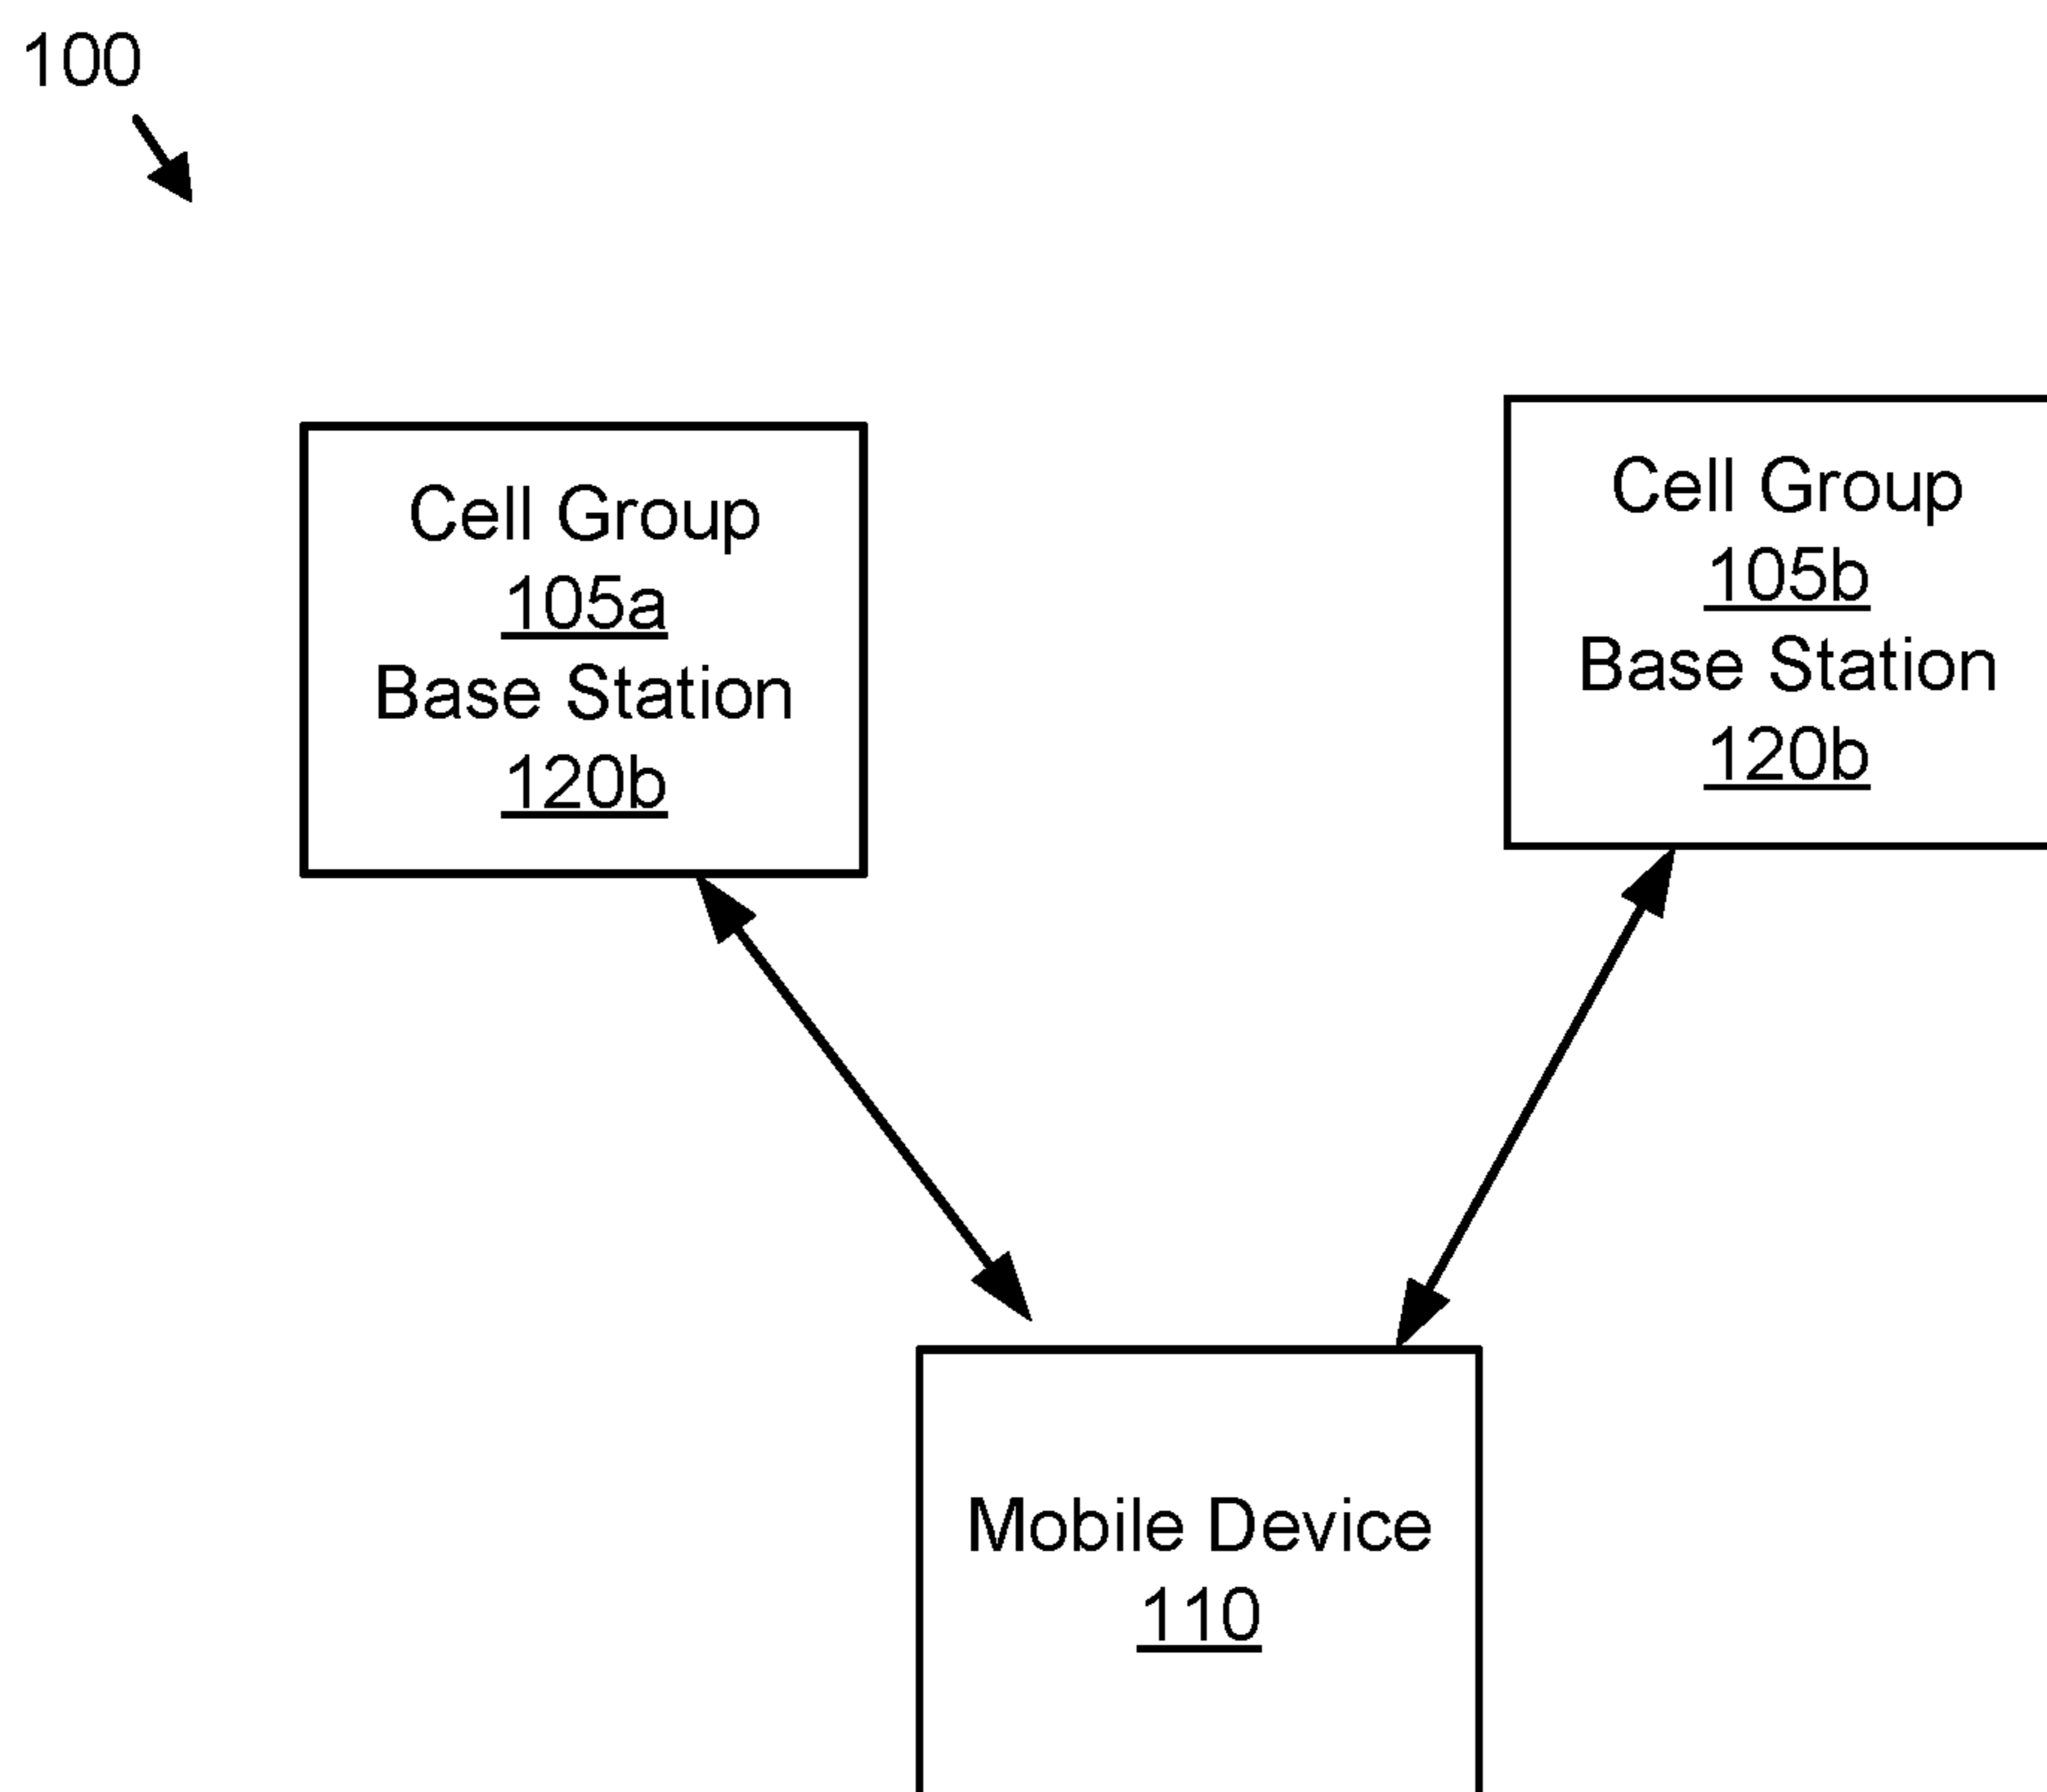 100
Cell Group
105a
Base Station
120b
Cell Group
105b
Base Station
120b
Mobile Device
110